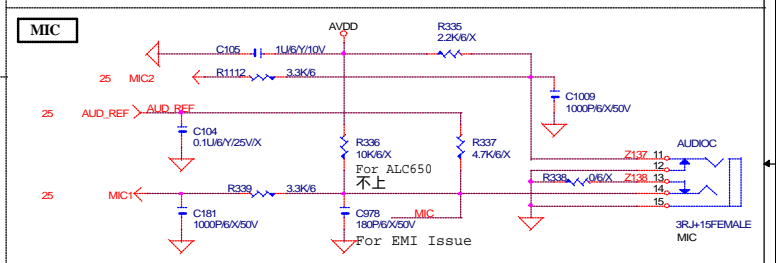 MIC
AVDD
R335
2.2K/6/X
C105
1U/6/Y/10V
25
MIC2
R1112
3.3K/6
C1009
1000P/6/X/50V
25
AUD_REF
AUD_REF
C104
0.1U/6/Y/25V/X
R336
10K/6/X
R337
4.7K/6/X
For ALC650
不上
AUDIOC
Z137
11
12
R338
0/6/X
Z138
13
14
15
25
MIC1
R339
3.3K/6
C181
1000P/6/X/50V
C978
180P/6/X/50V
MIC
3RJ+15FEMALE
MIC
For EMI Issue